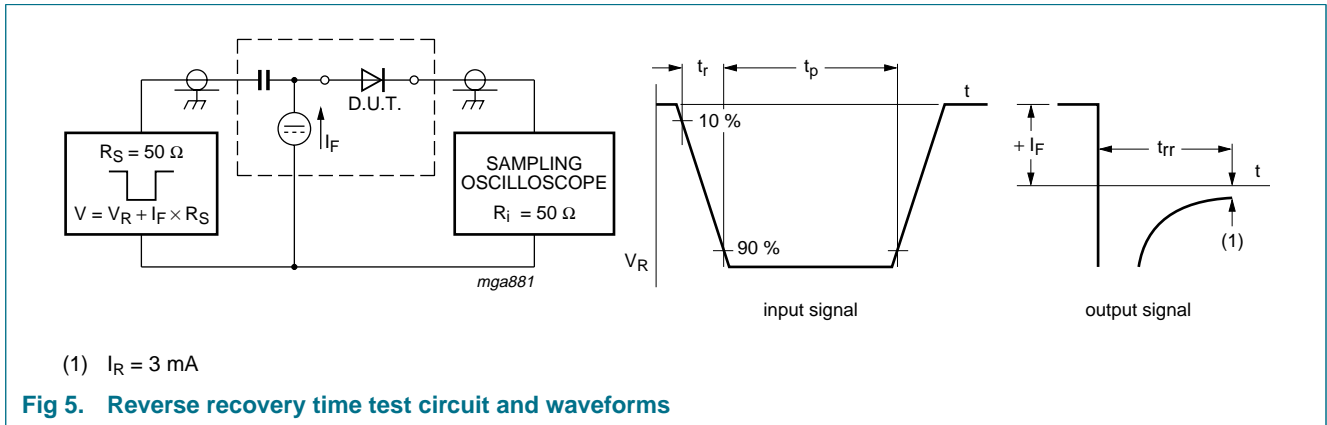 D.U.T.
I_F
R_S = 50 Ω
V = V_R + I_F × R_S
SAMPLING
OSCILLOSCOPE
R_i = 50 Ω
mga881
t_r
t_p
t
10 %
90 %
V_R
input signal
+ I_F
t_rr
t
(1)
output signal
(1) I_R = 3 mA
Fig 5. Reverse recovery time test circuit and waveforms